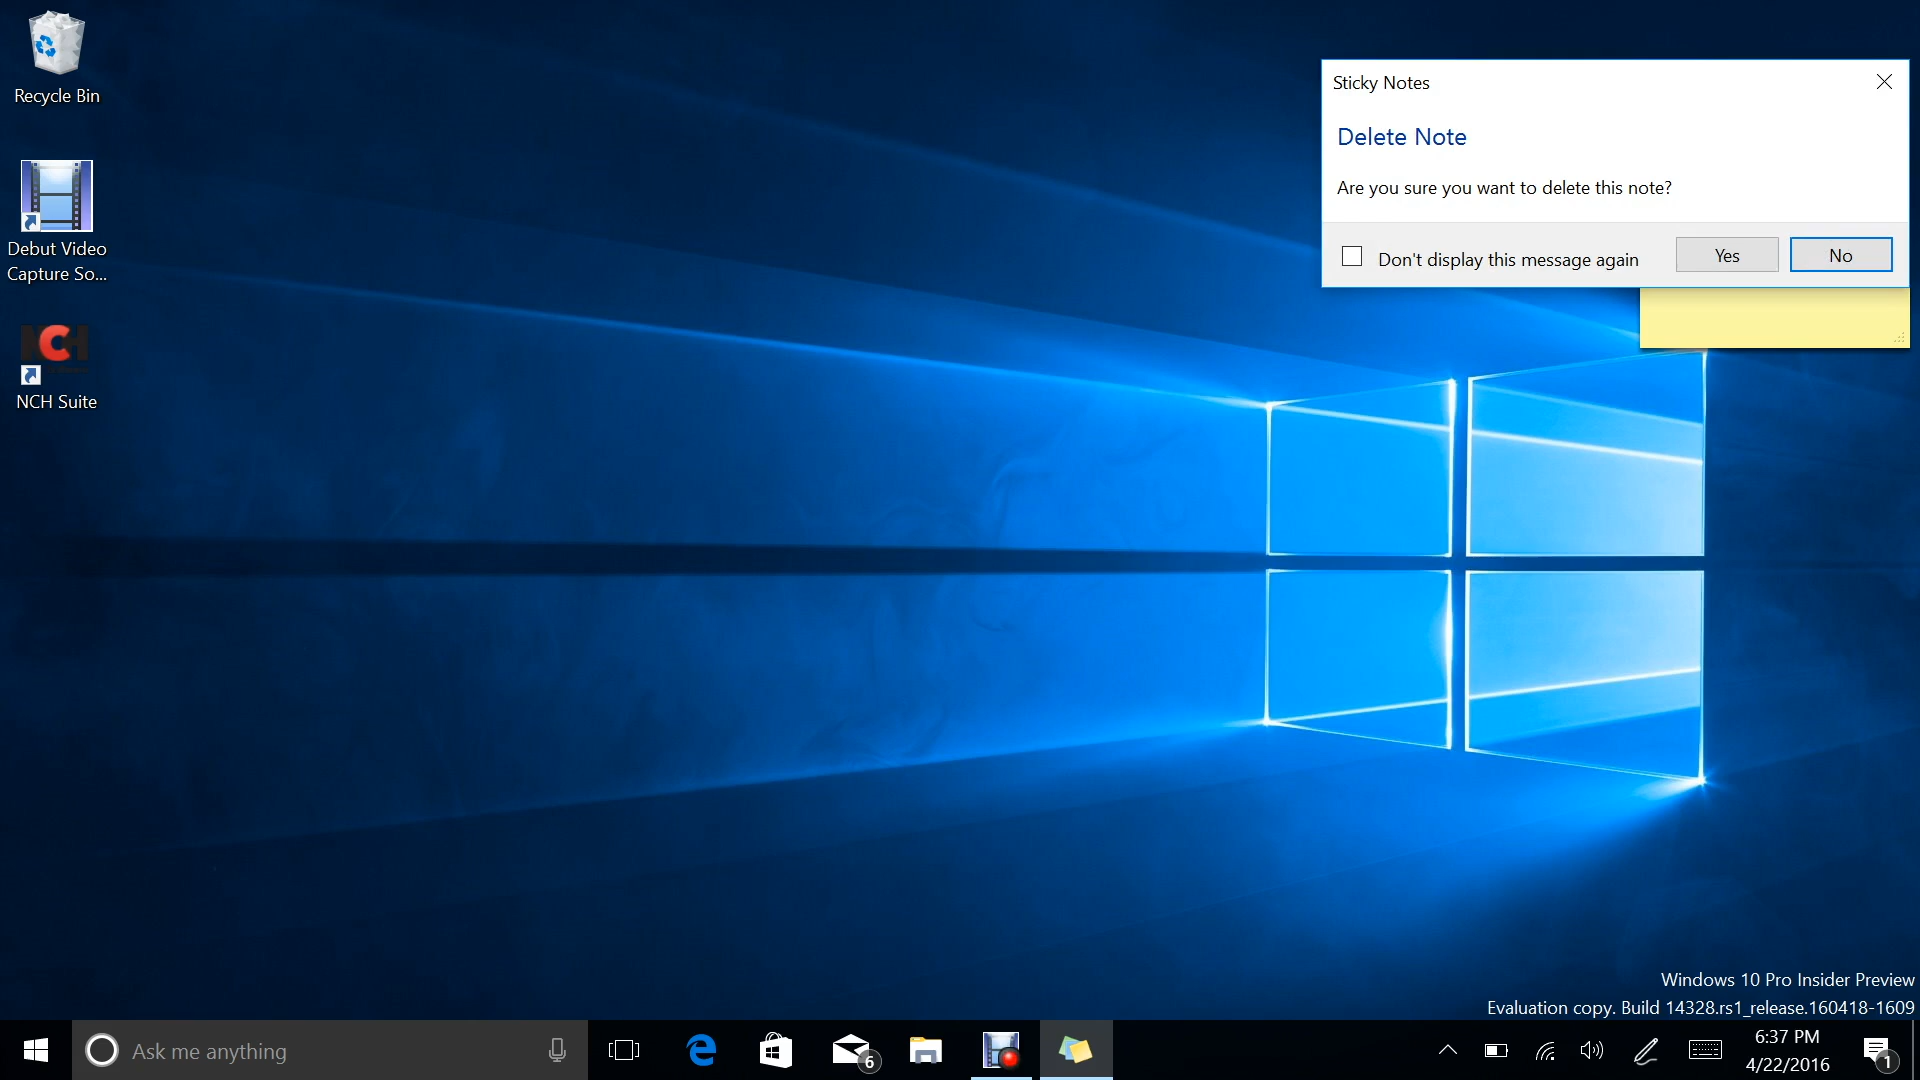 Recycle Bin
Debut Video
Capture So...
NCH
NCH Suite
Sticky Notes
Delete Note
Are you sure you want to delete this note?
Don't display this message again
Yes
No
Windows 10 Pro Insider Preview
Evaluation copy. Build 14328.rs1_release.160418-1609
Ask me anything
6
6:37 PM
4/22/2016
1